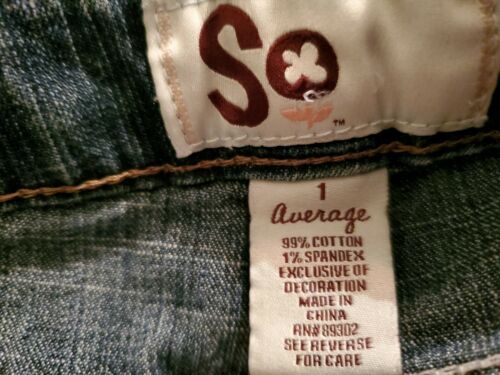 So
™
1
Average
99% COTTON
1% SPANDEX
EXCLUSIVE OF
DECORATION
MADE IN
CHINA
RN# 89302
SEE REVERSE
FOR CARE